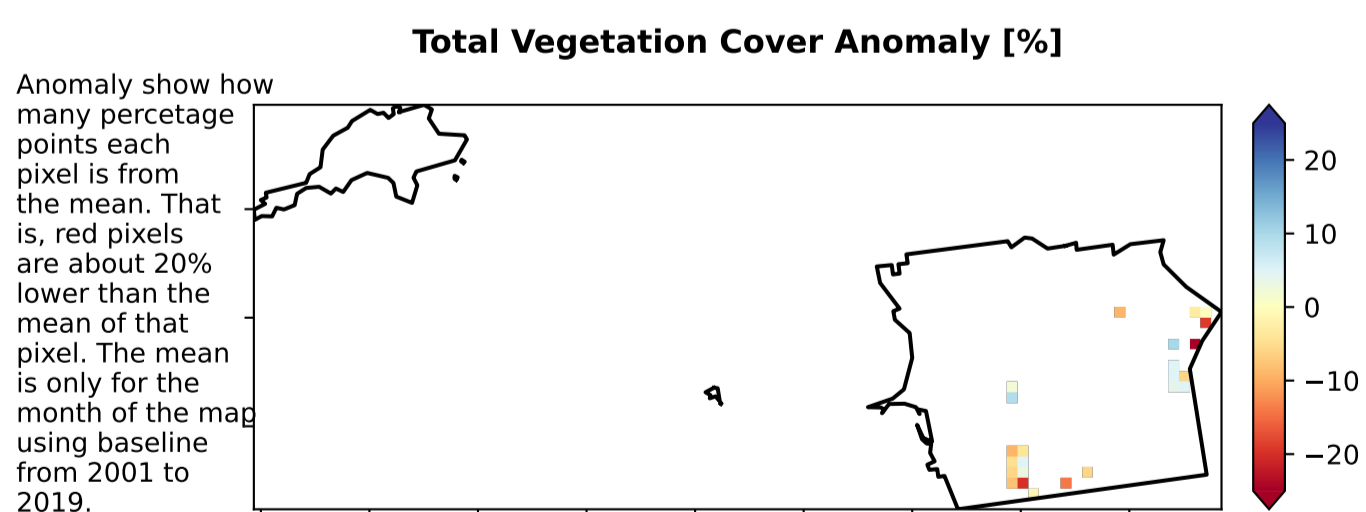 Total Vegetation Cover Anomaly [%]
Anomaly show how
many percetage
points each
pixel is from
the mean. That
is, red pixels
are about 20%
lower than the
mean of that
pixel. The mean
is only for the
month of the map
using baseline
from 2001 to
2019.
20
10
0
−10
−20